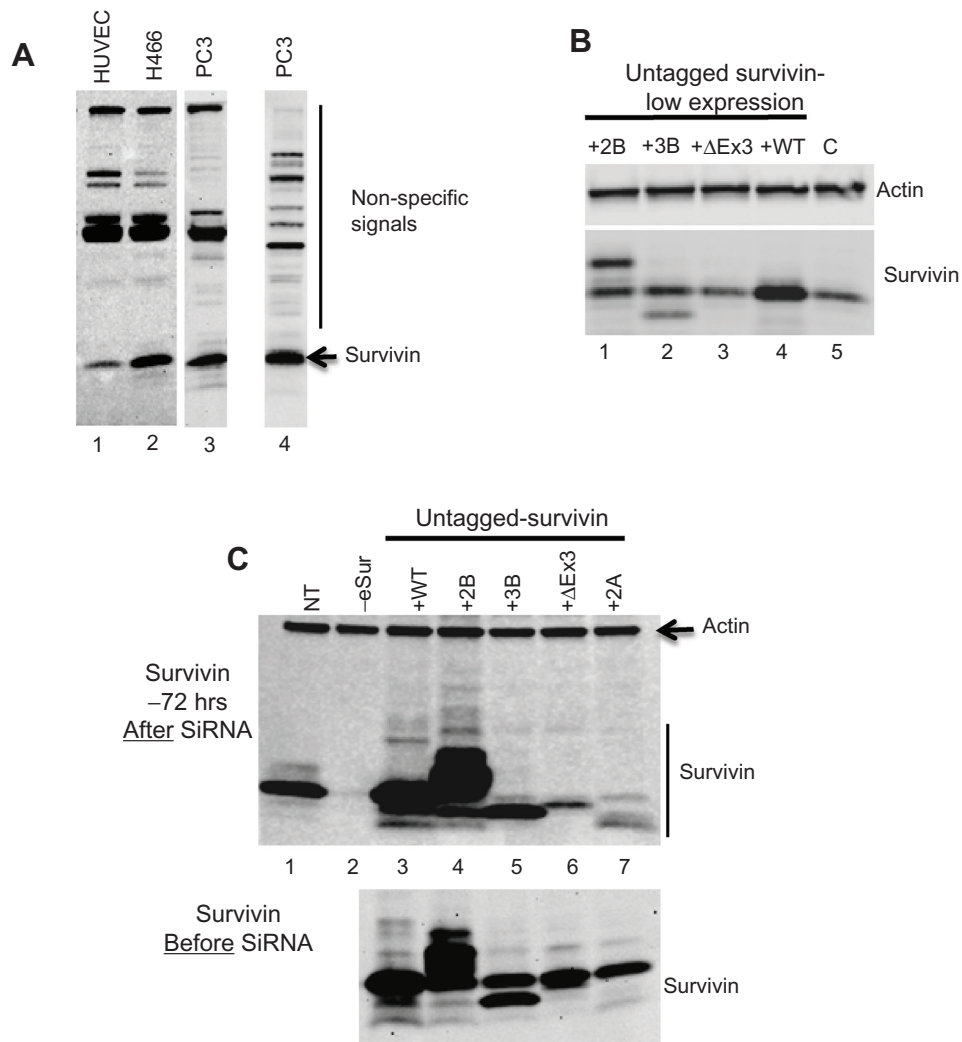 A
HUVEC
H466
PC3
PC3
Non-specific
signals
Survivin
1
2
3
4
B
Untagged survivin-
low expression
+2B
+3B
+ΔEx3
+WT
C
Actin
Survivin
1
2
3
4
5
C
Untagged-survivin
NT
–eSur
+WT
+2B
+3B
+ΔEx3
+2A
Actin
Survivin
–72 hrs
After SiRNA
Survivin
1
2
3
4
5
6
7
Survivin
Before SiRNA
Survivin